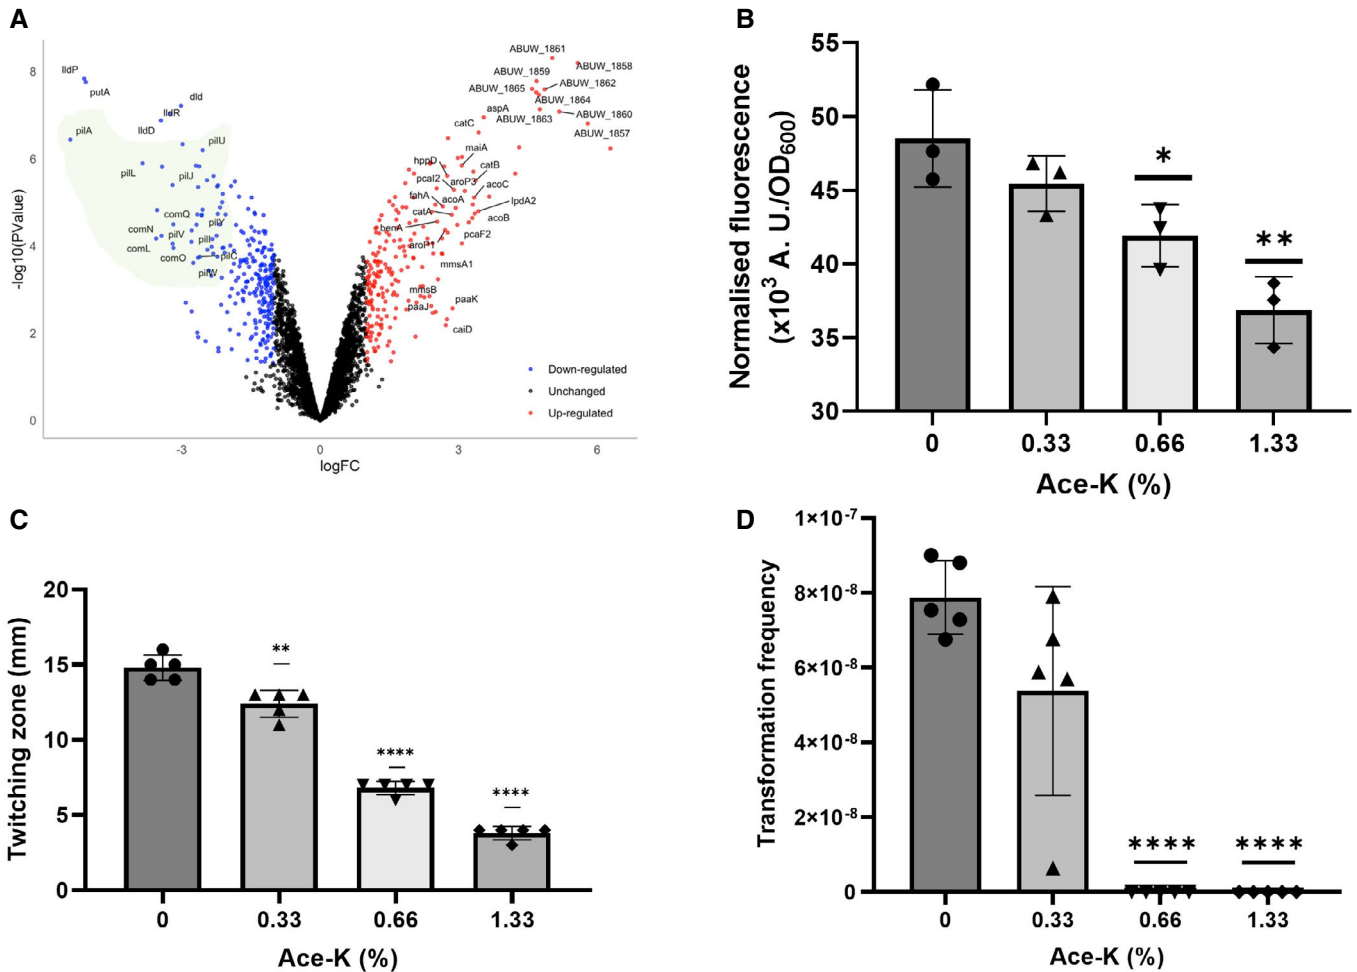 A
8
6
4
2
0
-log10(PValue)
-3
0
3
6
logFC
lldP
putA
dld
lldR
lldD
pilA
pilU
pilL
pilJ
comQ
comN
pilV
pilY
comL
comO
pilC
pilW
ABUW_1861
ABUW_1858
ABUW_1859
ABUW_1862
ABUW_1865
ABUW_1864
ABUW_1860
ABUW_1863
ABUW_1857
aspA
catC
maiA
hppD
catB
pcaI2
aroP3
acoC
fahA
acoA
lpdA2
catA
acoB
benA
pcaF2
aroP1
mmsA1
mmsB
paaK
paaJ
caiD
Down-regulated
Unchanged
Up-regulated
B
Normalised fluorescence
(x10³ A. U./OD₆₀₀)
55
50
45
40
35
30
*
**
0 0.33 0.66 1.33
Ace-K (%)
C
Twitching zone (mm)
20
15
10
5
0
**
****
****
0 0.33 0.66 1.33
Ace-K (%)
D
Transformation frequency
1×10⁻⁷
8×10⁻⁸
6×10⁻⁸
4×10⁻⁸
2×10⁻⁸
0
**** ****
0 0.33 0.66 1.33
Ace-K (%)